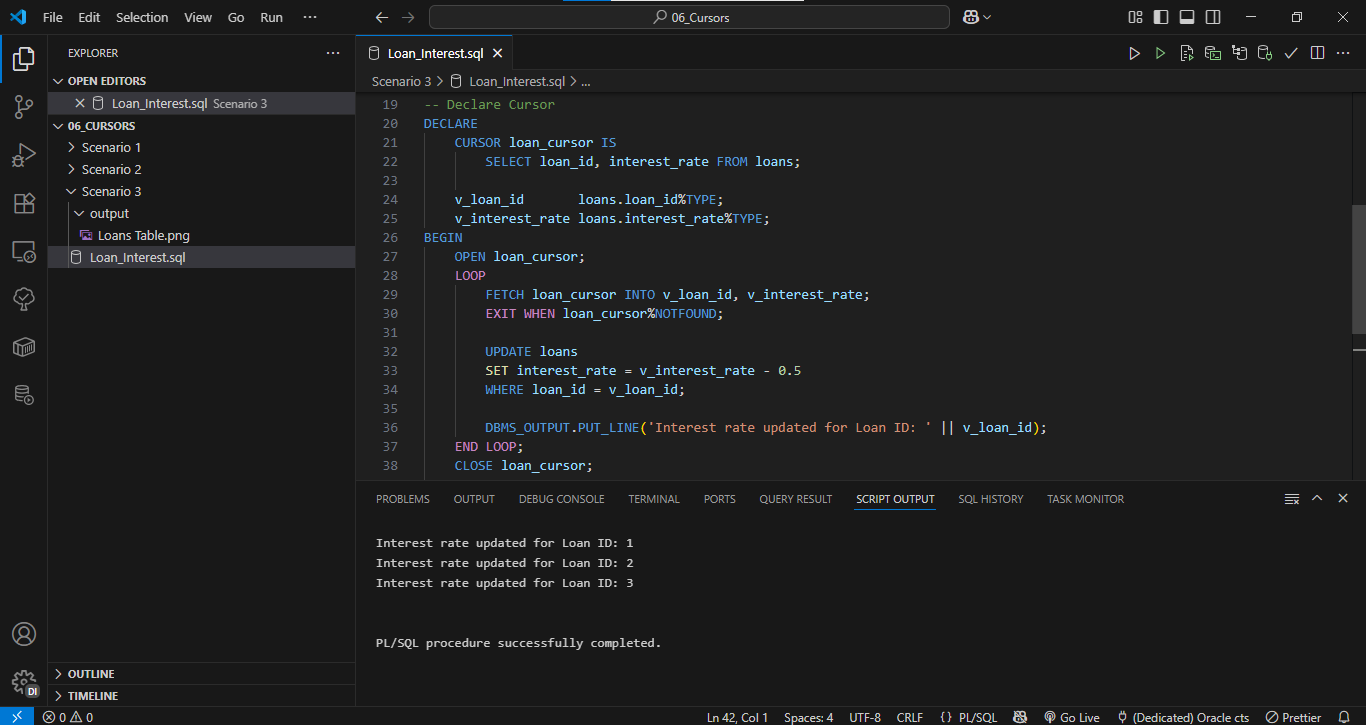 File Edit Selection View Go Run ··· 06_Cursors
EXPLORER ···
OPEN EDITORS
Loan_Interest.sql Scenario 3
06_CURSORS
Scenario 1
Scenario 2
Scenario 3
output
Loans Table.png
Loan_Interest.sql
OUTLINE
TIMELINE
Loan_Interest.sql
Scenario 3 > Loan_Interest.sql > ...
19 -- Declare Cursor
20 DECLARE
21 CURSOR loan_cursor IS
22 SELECT loan_id, interest_rate FROM loans;
23
24 v_loan_id loans.loan_id%TYPE;
25 v_interest_rate loans.interest_rate%TYPE;
26 BEGIN
27 OPEN loan_cursor;
28 LOOP
29 FETCH loan_cursor INTO v_loan_id, v_interest_rate;
30 EXIT WHEN loan_cursor%NOTFOUND;
31
32 UPDATE loans
33 SET interest_rate = v_interest_rate - 0.5
34 WHERE loan_id = v_loan_id;
35
36 DBMS_OUTPUT.PUT_LINE('Interest rate updated for Loan ID: ' || v_loan_id);
37 END LOOP;
38 CLOSE loan_cursor;
PROBLEMS OUTPUT DEBUG CONSOLE TERMINAL PORTS QUERY RESULT SCRIPT OUTPUT SQL HISTORY TASK MONITOR
Interest rate updated for Loan ID: 1
Interest rate updated for Loan ID: 2
Interest rate updated for Loan ID: 3
PL/SQL procedure successfully completed.
DI
0 0 Ln 42, Col 1 Spaces: 4 UTF-8 CRLF {} PL/SQL Go Live (Dedicated) Oracle cts Prettier